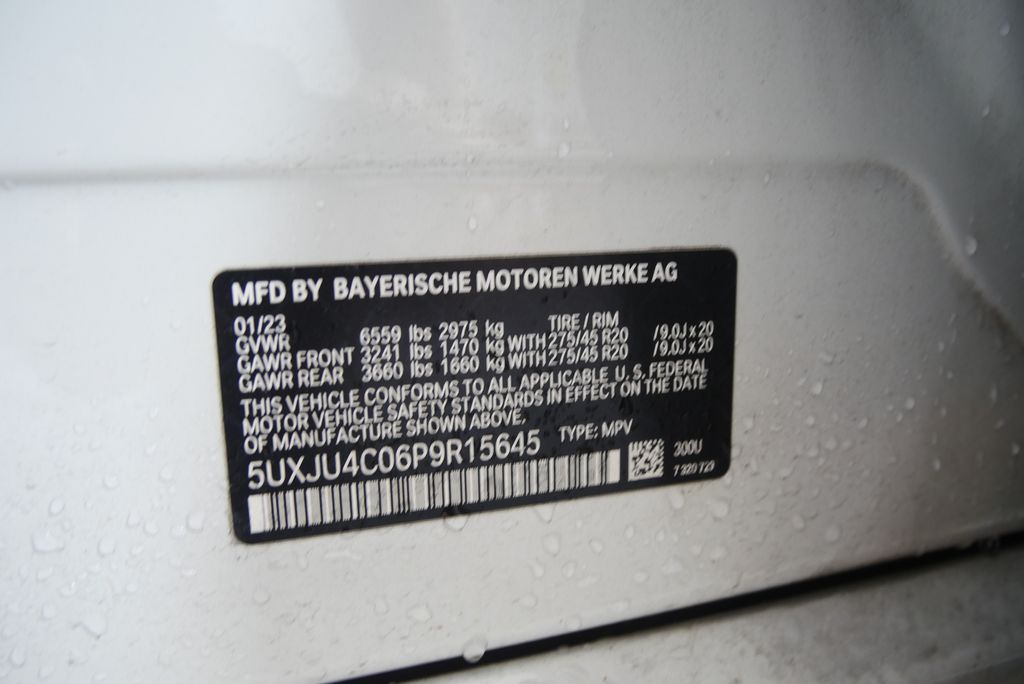 MFD BY BAYERISCHE MOTOREN WERKE AG
01/23 TIRE / RIM
GVWR 6559 lbs 2975 kg
GAWR FRONT 3241 lbs 1470 kg WITH 275/45 R20 /9.0J x 20
GAWR REAR 3660 lbs 1660 kg WITH 275/45 R20 /9.0J x 20
THIS VEHICLE CONFORMS TO ALL APPLICABLE U.S. FEDERAL
MOTOR VEHICLE SAFETY STANDARDS IN EFFECT ON THE DATE
OF MANUFACTURE SHOWN ABOVE.
5UXJU4C06P9R15645 TYPE: MPV
300U
7 320 729